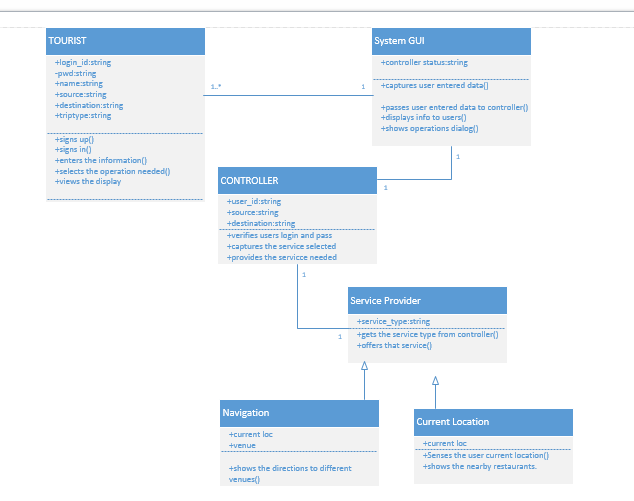 TOURIST
+login_id:string
-pwd:string
+name:string
+source:string
+destination:string
+triptype:string
+signs up()
+signs in()
+enters the information()
+selects the operation needed()
+views the display
1..*
1
System GUI
+controller status:string
+captures user entered data()
+passes user entered data to controller()
+displays info to users()
+shows operations dialog()
1
1
CONTROLLER
+user_id:string
+source:string
+destination:string
+verifies users login and pass
+captures the service selected
+provides the servicce needed
1
1
Service Provider
+service_type:string
+gets the service type from controller()
+offers that service()
Navigation
+current loc
+venue
+shows the directions to different
venues()
Current Location
+current loc
+Senses the user current location()
+shows the nearby restaurants.